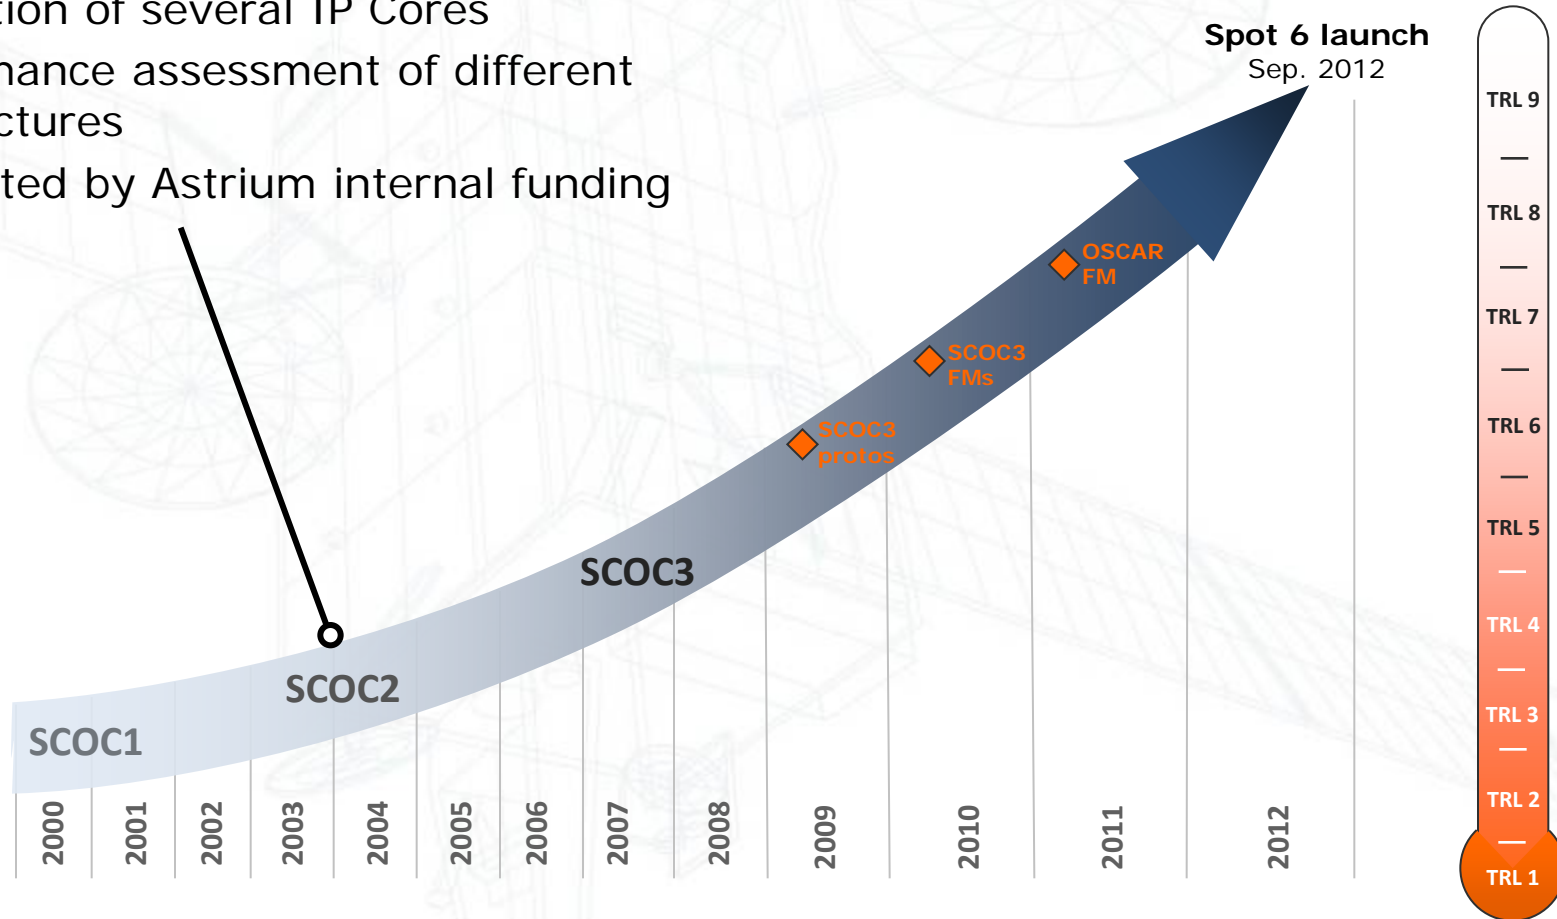 tion of several IP Cores
nance assessment of different
ctures
ted by Astrium internal funding
Spot 6 launch
Sep. 2012
OSCAR
FM
SCOC3
FMs
SCOC3
protos
SCOC3
SCOC2
SCOC1
2000
2001
2002
2003
2004
2005
2006
2007
2008
2009
2010
2011
2012
TRL 9
TRL 8
TRL 7
TRL 6
TRL 5
TRL 4
TRL 3
TRL 2
TRL 1